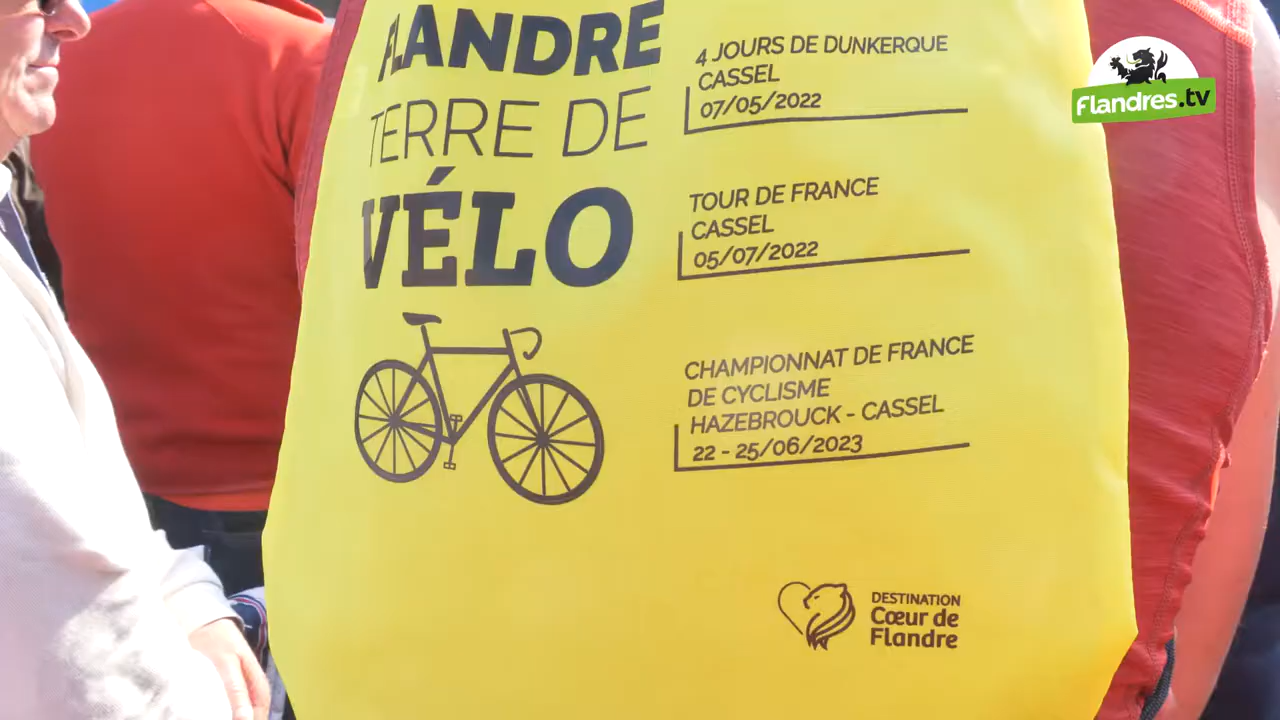 FLANDRE
TERRE DE
VÉLO
4 JOURS DE DUNKERQUE
CASSEL
07/05/2022
TOUR DE FRANCE
CASSEL
05/07/2022
CHAMPIONNAT DE FRANCE
DE CYCLISME
HAZEBROUCK - CASSEL
22 - 25/06/2023
DESTINATION
Cœur de
Flandre
Flandres.tv